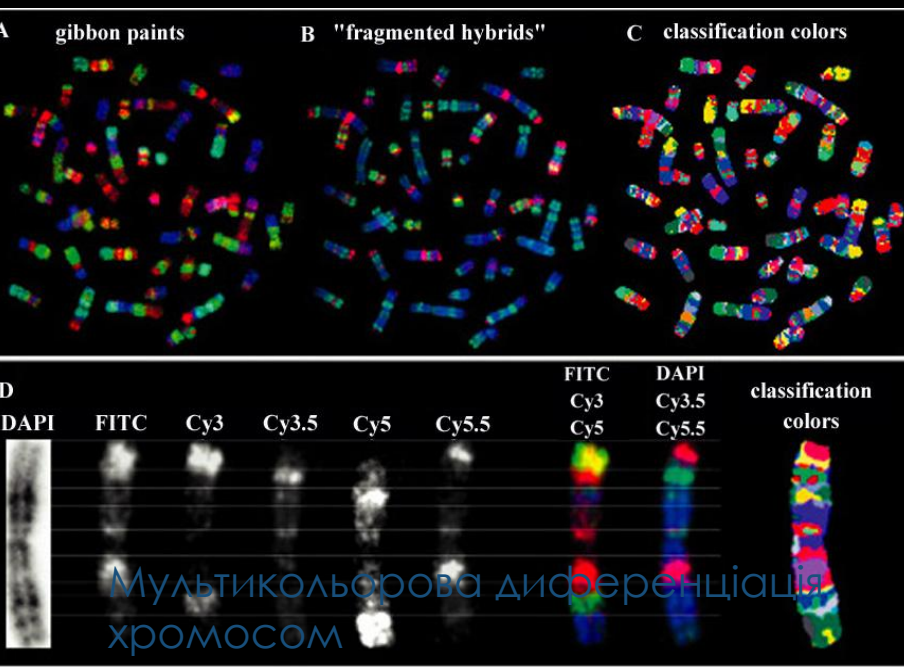 A gibbon paints
B "fragmented hybrids"
C classification colors
D
DAPI
FITC
Cy3
Cy3.5
Cy5
Cy5.5
FITC
Cy3
Cy5
DAPI
Cy3.5
Cy5.5
classification
colors
Мультикольорова диференціація
хромосом